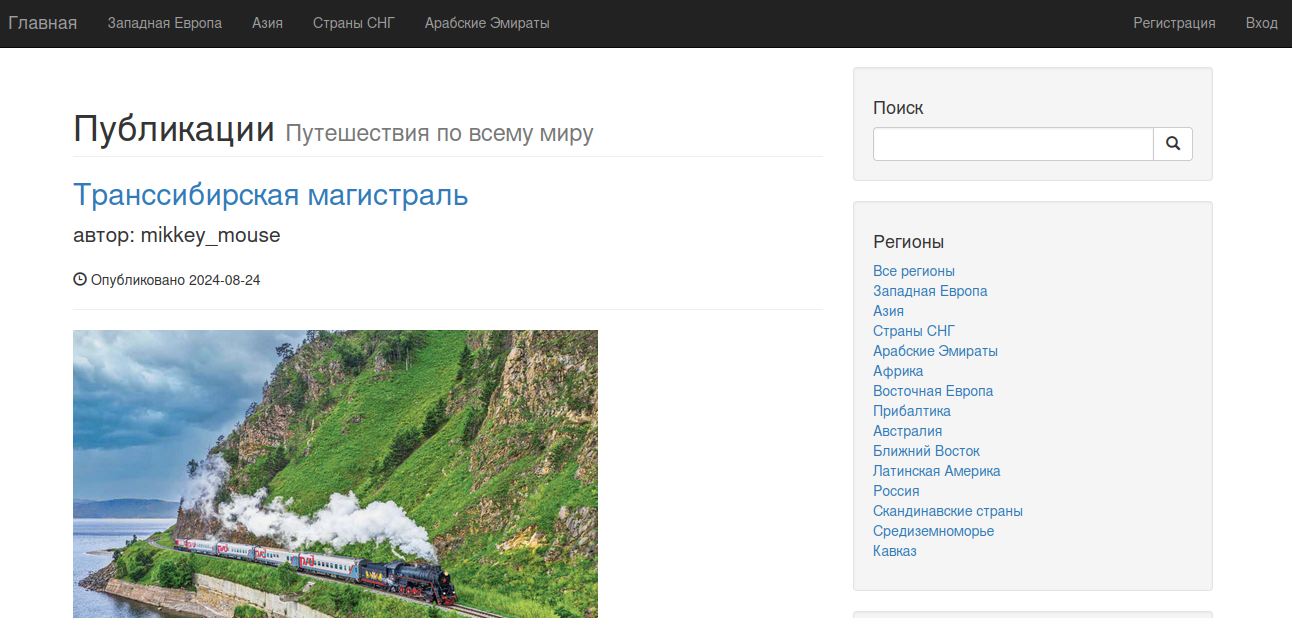 Главная Западная Европа Азия Страны СНГ Арабские Эмираты Регистрация Вход
Публикации Путешествия по всему миру
Транссибирская магистраль
автор: mikkey_mouse
Опубликовано 2024-08-24
Поиск
Регионы
Все регионы
Западная Европа
Азия
Страны СНГ
Арабские Эмираты
Африка
Восточная Европа
Прибалтика
Австралия
Ближний Восток
Латинская Америка
Россия
Скандинавские страны
Средиземноморье
Кавказ